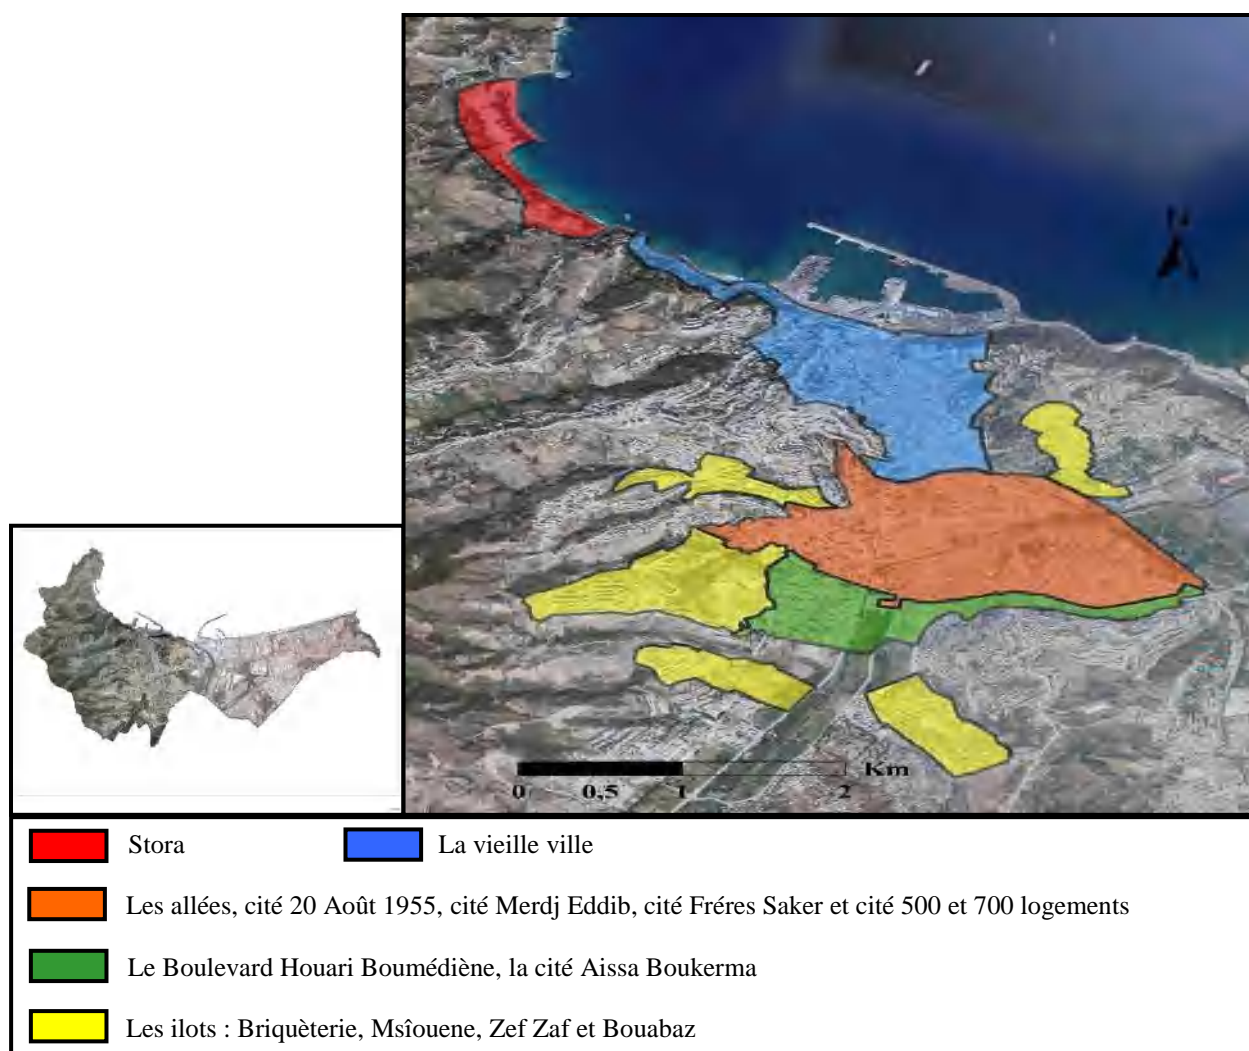 N
Km
0 0,5 1 2
Stora La vieille ville
Les allées, cité 20 Août 1955, cité Merdj Eddib, cité Fréres Saker et cité 500 et 700 logements
Le Boulevard Houari Boumédiène, la cité Aissa Boukerma
Les ilots : Briquèterie, Msîouene, Zef Zaf et Bouabaz